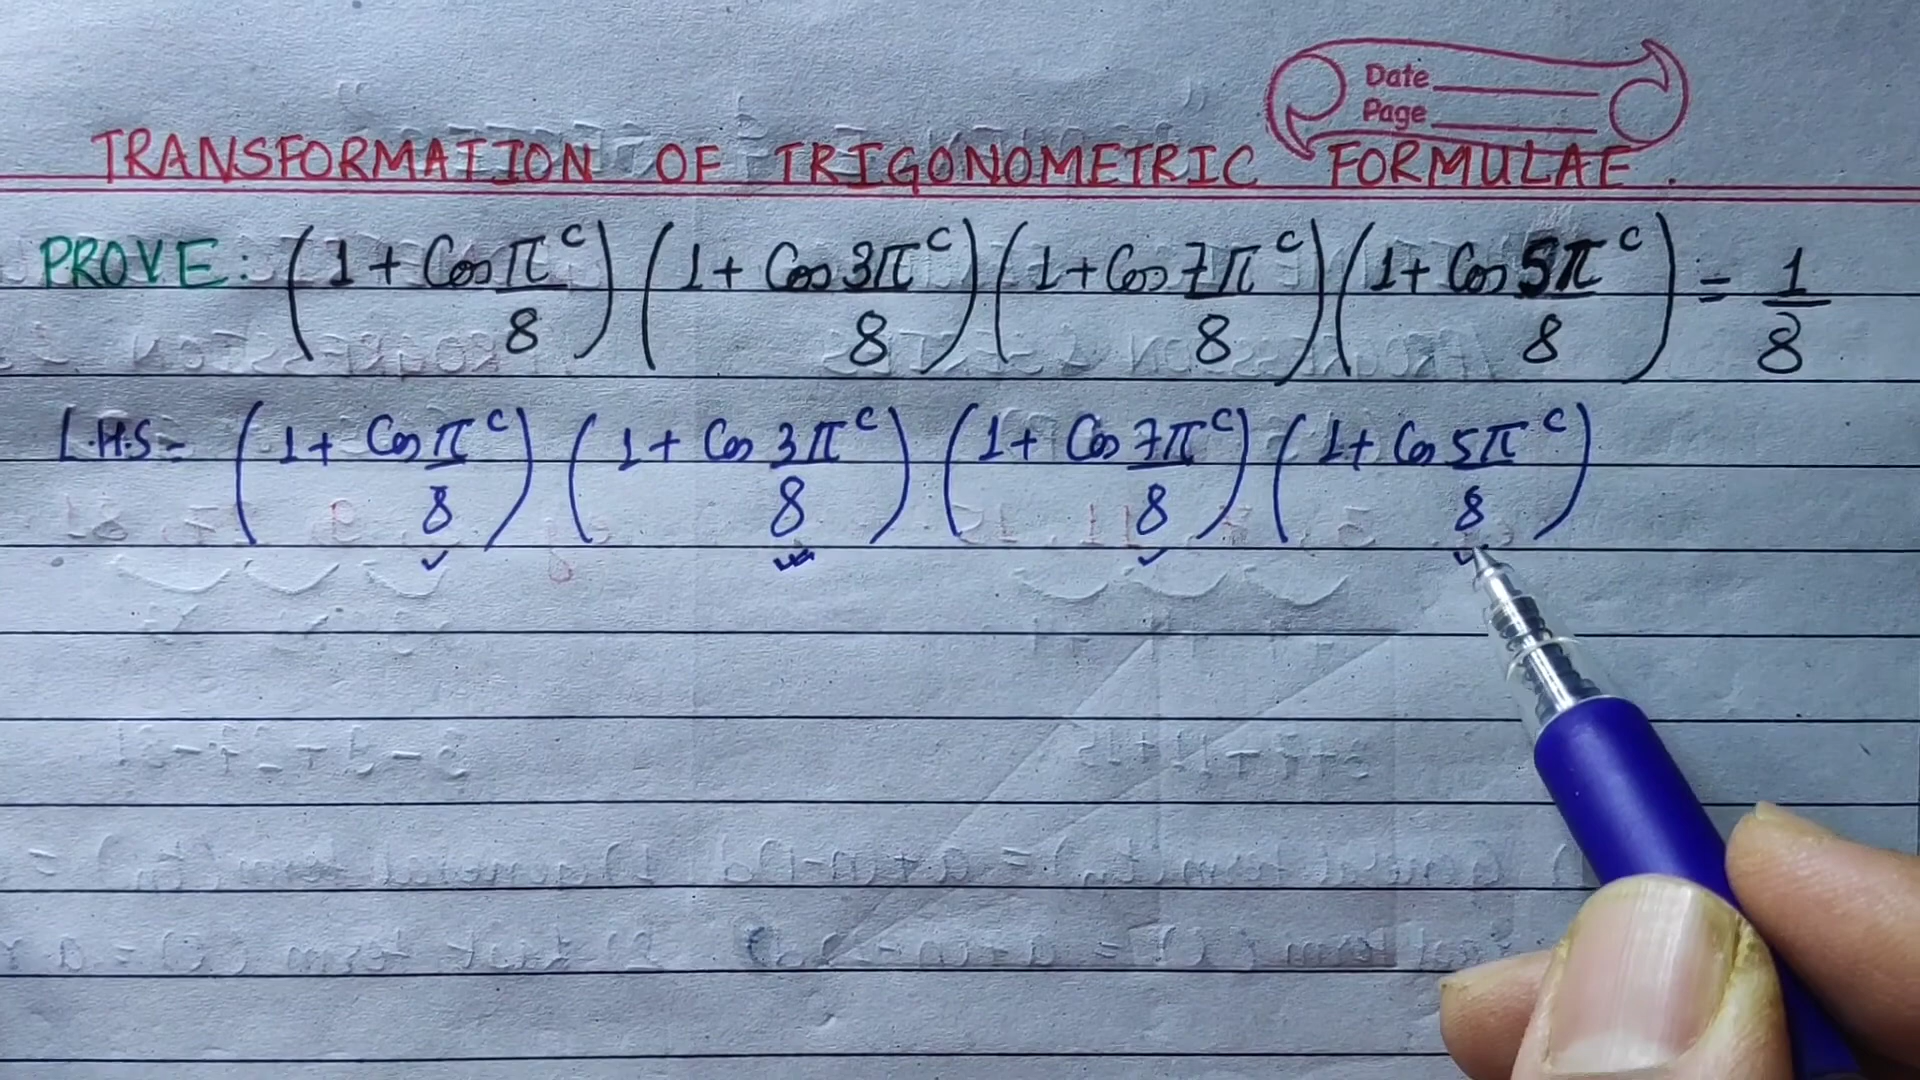 Date
Page
TRANSFORMATION OF TRIGONOMETRIC FORMULAE.
PROVE: (1 + Cos π^c/8) (1 + Cos 3π^c/8) (1 + Cos 7π^c/8) (1 + Cos 5π^c/8) = 1/8
L.H.S = (1 + Cos π^c/8) (1 + Cos 3π^c/8) (1 + Cos 7π^c/8) (1 + Cos 5π^c/8)